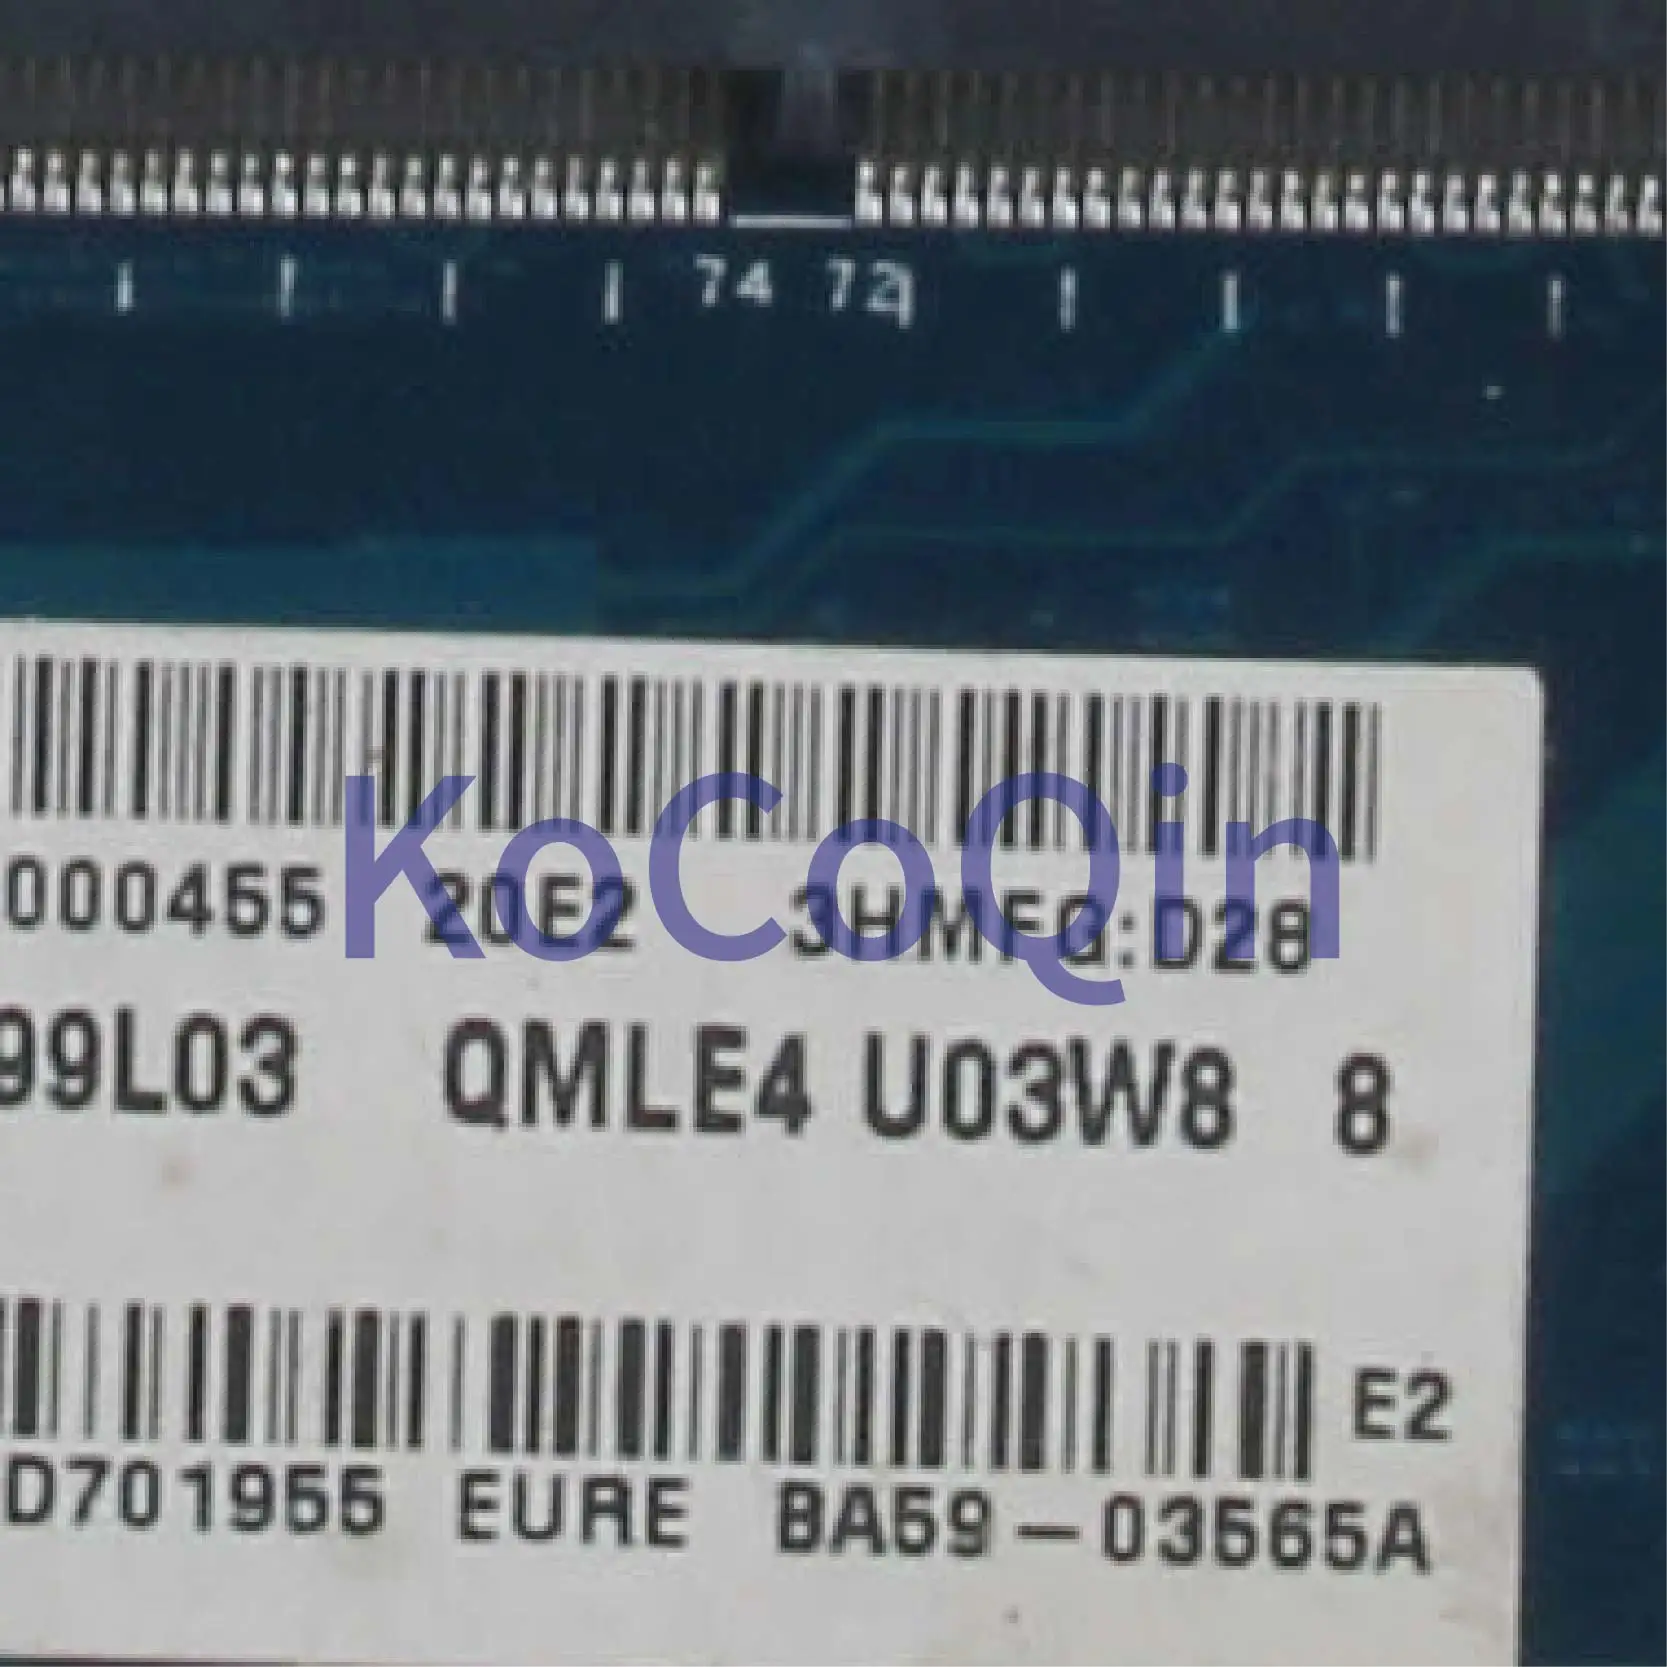 74 72
KoCoQin
000455 20E2 3HMFG:D28
99L03 QMLE4 U03W8 8
E2
D701955 EURE BA59-03565A